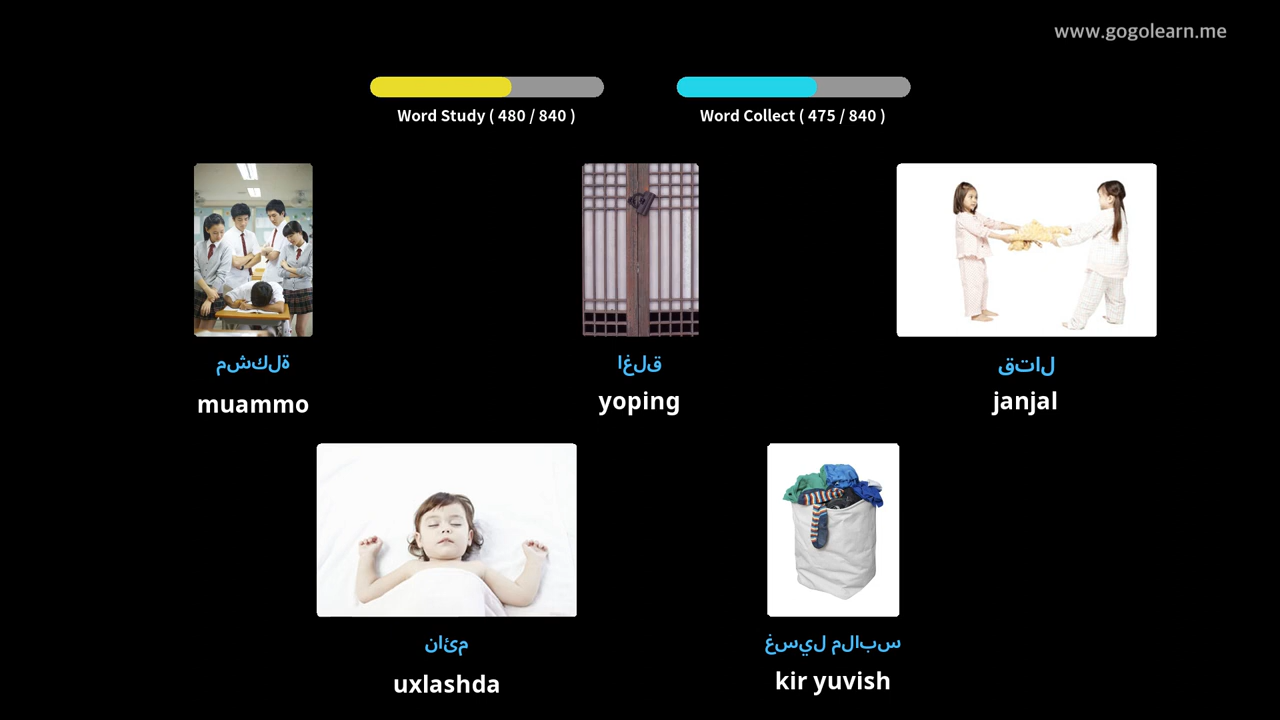 www.gogolearn.me
Word Study ( 480 / 840 )
Word Collect ( 475 / 840 )
مشكلة
muammo
اغلق
yoping
قتال
janjal
نائم
uxlashda
غسيل ملابس
kir yuvish